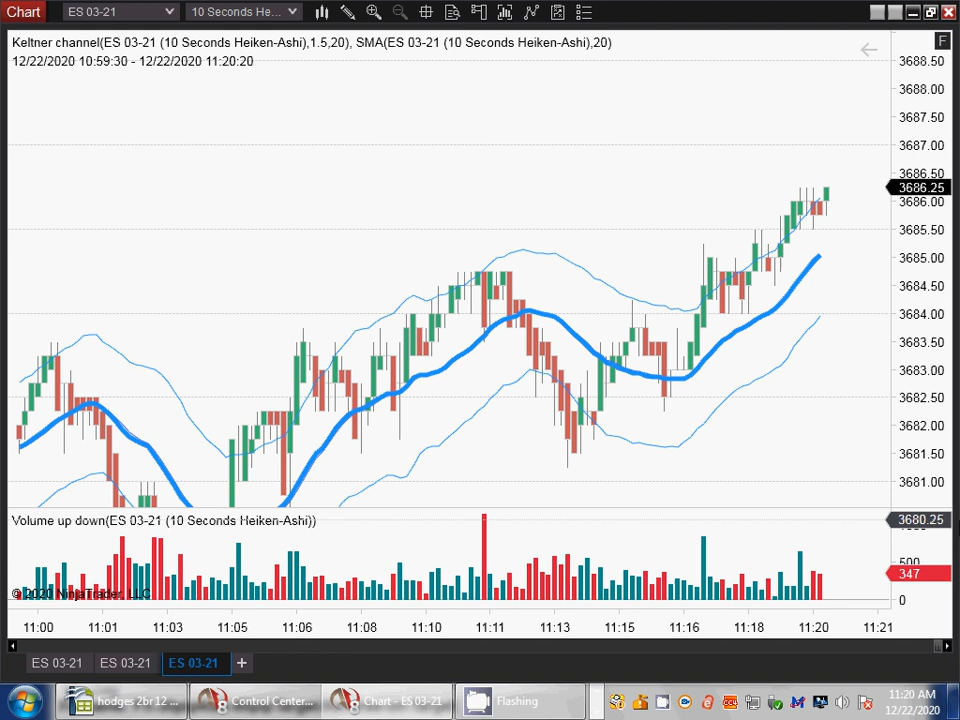 Chart ES 03-21 10 Seconds He...
F
Keltner channel(ES 03-21 (10 Seconds Heiken-Ashi),1.5,20), SMA(ES 03-21 (10 Seconds Heiken-Ashi),20)
12/22/2020 10:59:30 - 12/22/2020 11:20:20
3688.50
3688.00
3687.50
3687.00
3686.50
3686.25
3686.00
3685.50
3685.00
3684.50
3684.00
3683.50
3683.00
3682.50
3682.00
3681.50
3681.00
Volume up down(ES 03-21 (10 Seconds Heiken-Ashi))
3680.25
500
347
© 2020 NinjaTrader, LLC
0
11:00 11:01 11:03 11:05 11:06 11:08 11:10 11:11 11:13 11:15 11:16 11:18 11:20 11:21
ES 03-21 ES 03-21 ES 03-21 +
hodges 2br 12 ... Control Center... Chart - ES 03-21 Flashing
11:20 AM
12/22/2020